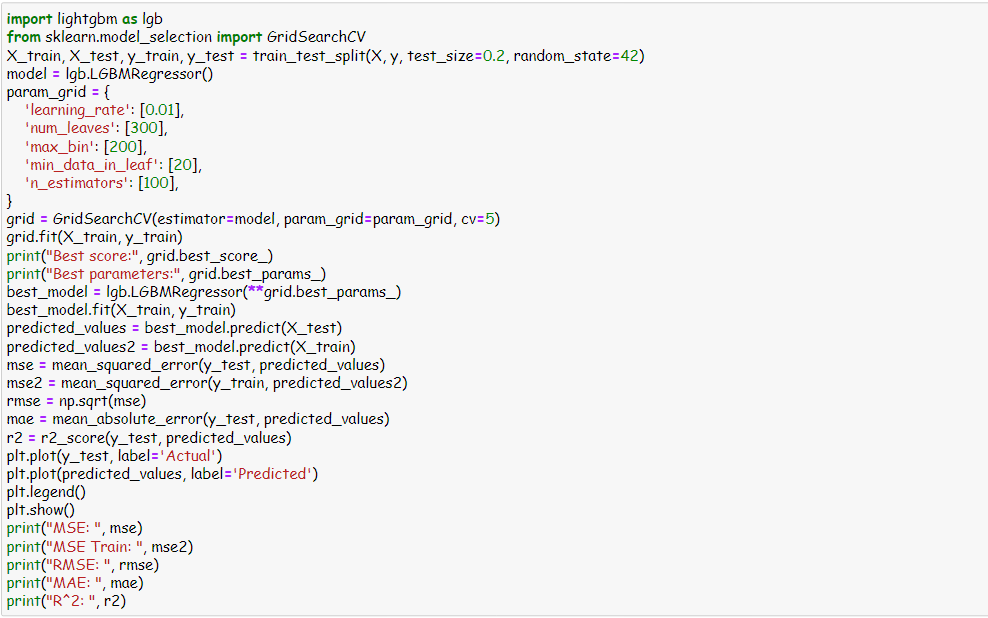 import lightgbm as lgb
from sklearn.model_selection import GridSearchCV
X_train, X_test, y_train, y_test = train_test_split(X, y, test_size=0.2, random_state=42)
model = lgb.LGBMRegressor()
param_grid = {
    'learning_rate': [0.01],
    'num_leaves': [300],
    'max_bin': [200],
    'min_data_in_leaf': [20],
    'n_estimators': [100],
}
grid = GridSearchCV(estimator=model, param_grid=param_grid, cv=5)
grid.fit(X_train, y_train)
print("Best score:", grid.best_score_)
print("Best parameters:", grid.best_params_)
best_model = lgb.LGBMRegressor(**grid.best_params_)
best_model.fit(X_train, y_train)
predicted_values = best_model.predict(X_test)
predicted_values2 = best_model.predict(X_train)
mse = mean_squared_error(y_test, predicted_values)
mse2 = mean_squared_error(y_train, predicted_values2)
rmse = np.sqrt(mse)
mae = mean_absolute_error(y_test, predicted_values)
r2 = r2_score(y_test, predicted_values)
plt.plot(y_test, label='Actual')
plt.plot(predicted_values, label='Predicted')
plt.legend()
plt.show()
print("MSE: ", mse)
print("MSE Train: ", mse2)
print("RMSE: ", rmse)
print("MAE: ", mae)
print("R^2: ", r2)